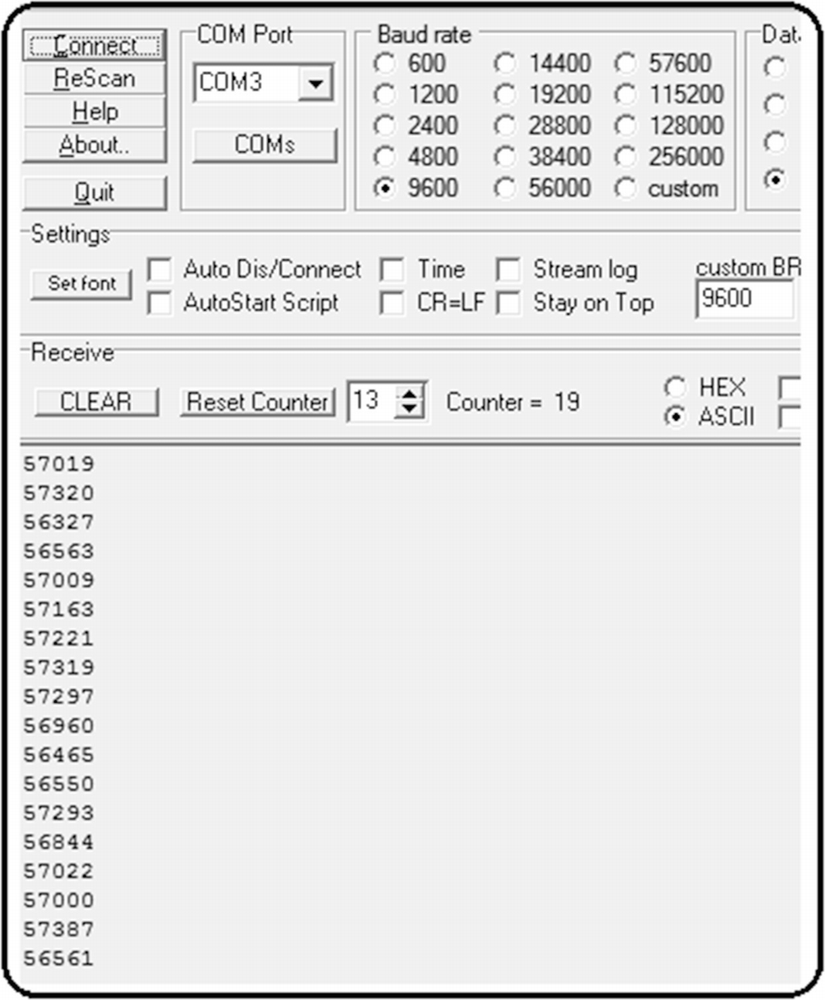 Connect
ReScan
Help
About..
Quit
COM Port
COM3
COMs
Baud rate
600 14400 57600
1200 19200 115200
2400 28800 128000
4800 38400 256000
9600 56000 custom
Settings
Set font
Auto Dis/Connect Time Stream log
AutoStart Script CR=LF Stay on Top
custom BR
9600
Receive
CLEAR Reset Counter 13 Counter = 19
HEX
ASCII
57019
57320
56327
56563
57009
57163
57221
57319
57297
56960
56465
56550
57293
56844
57022
57000
57387
56561